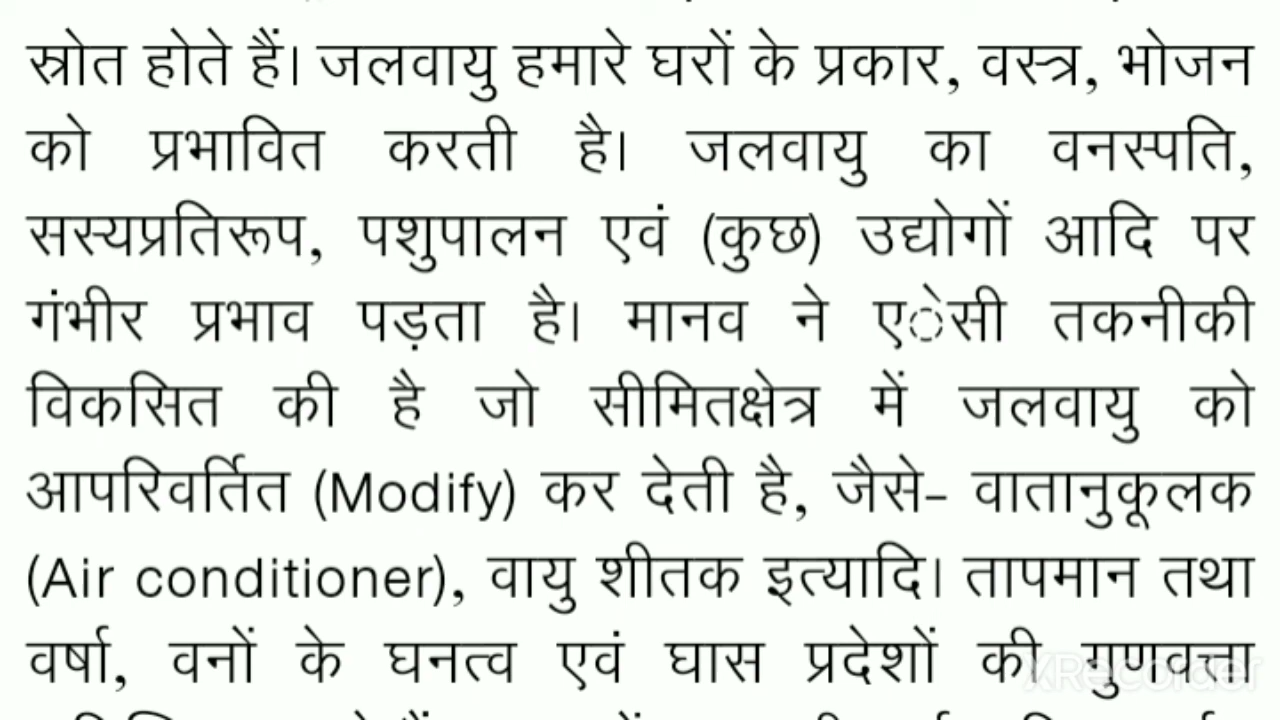 स्रोत होते हैं। जलवायु हमारे घरों के प्रकार, वस्त्र, भोजन
को प्रभावित करती है। जलवायु का वनस्पति,
सस्यप्रतिरूप, पशुपालन एवं (कुछ) उद्योगों आदि पर
गंभीर प्रभाव पड़ता है। मानव ने एेसी तकनीकी
विकसित की है जो सीमितक्षेत्र में जलवायु को
आपरिवर्तित (Modify) कर देती है, जैसे– वातानुकूलक
(Air conditioner), वायु शीतक इत्यादि। तापमान तथा
वर्षा, वनों के घनत्व एवं घास प्रदेशों की गुणवत्ता
XRecorder